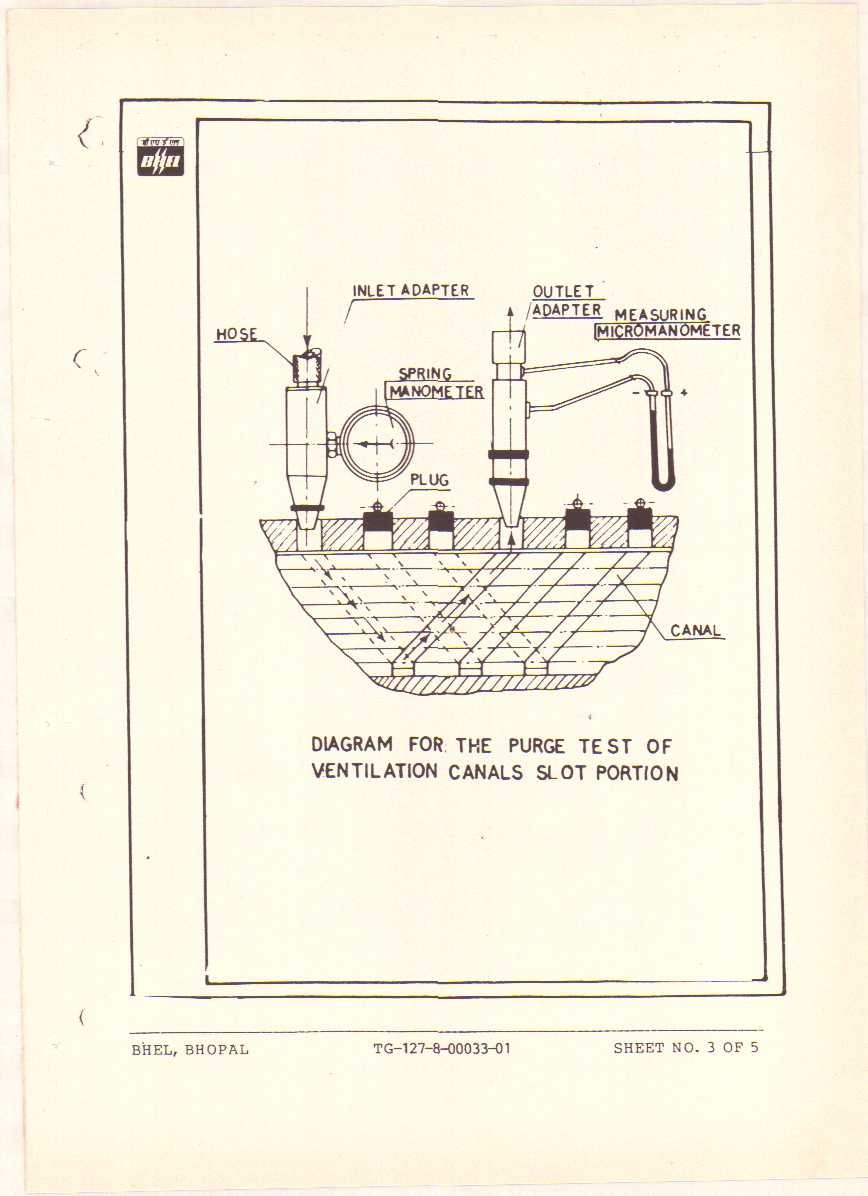 बी एच ई एल
BHEL
INLET ADAPTER
OUTLET
ADAPTER
MEASURING
MICROMANOMETER
HOSE
SPRING
MANOMETER
- +
PLUG
CANAL
DIAGRAM FOR THE PURGE TEST OF
VENTILATION CANALS SLOT PORTION
BHEL, BHOPAL TG-127-8-00033-01 SHEET NO. 3 OF 5